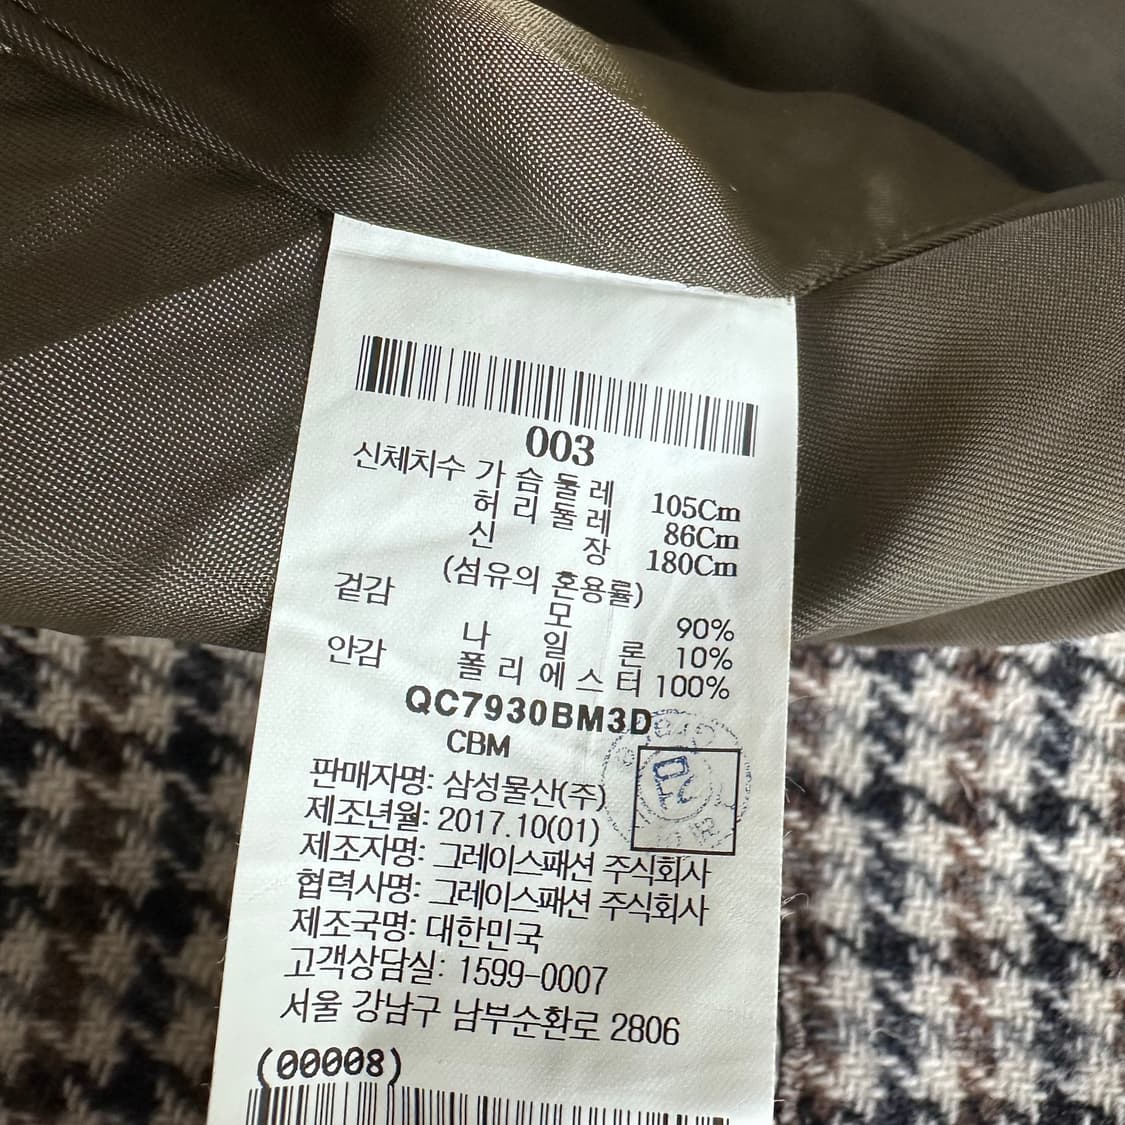 003
신체치수 가슴둘레 105Cm
허리둘레 86Cm
신장 180Cm
(섬유의 혼용률)
겉감 모 90%
나일론 10%
안감 폴리에스터 100%
QC7930BM3D
CBM
판매자명: 삼성물산(주)
제조년월: 2017.10(01)
제조자명: 그레이스패션 주식회사
협력사명: 그레이스패션 주식회사
제조국명: 대한민국
고객상담실: 1599-0007
서울 강남구 남부순환로 2806
(00008)